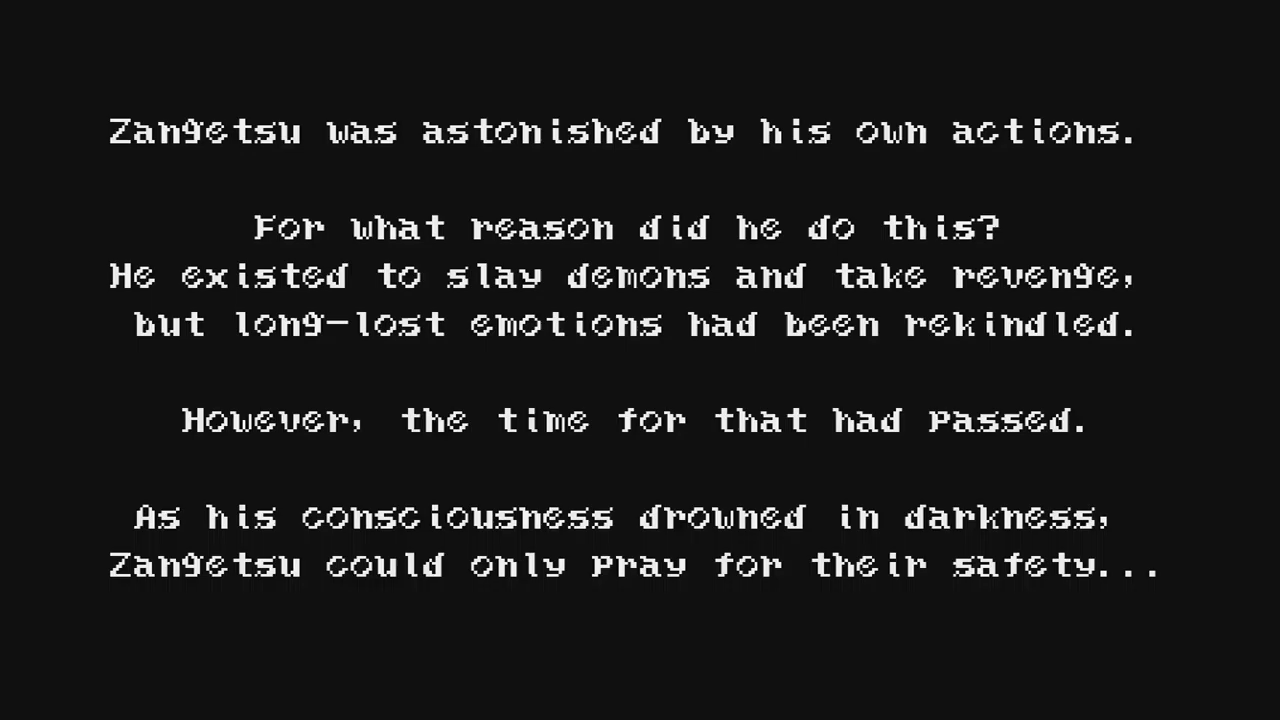 Zangetsu was astonished by his own actions.
For what reason did he do this?
He existed to slay demons and take revenge,
but long-lost emotions had been rekindled.
However, the time for that had passed.
As his consciousness drowned in darkness,
Zangetsu could only pray for their safety...